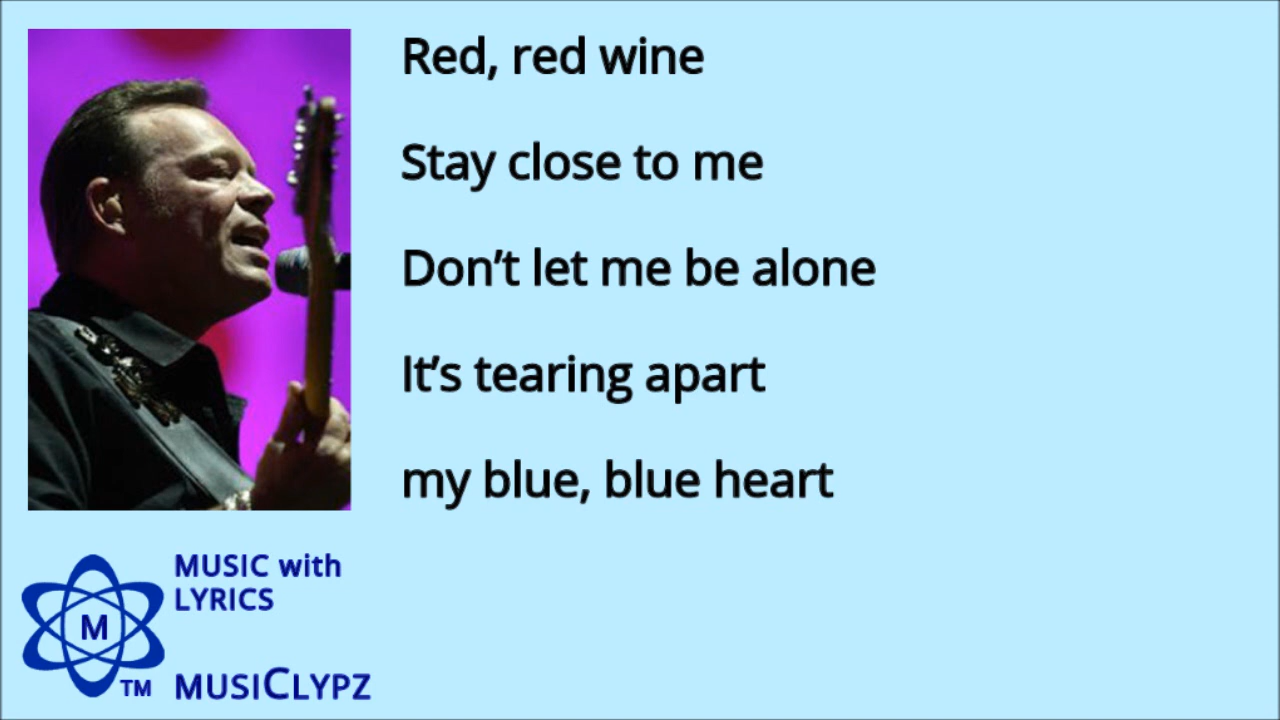 Red, red wine
Stay close to me
Don’t let me be alone
It’s tearing apart
my blue, blue heart
MUSIC with
LYRICS
M
TM
MUSICLYPZ